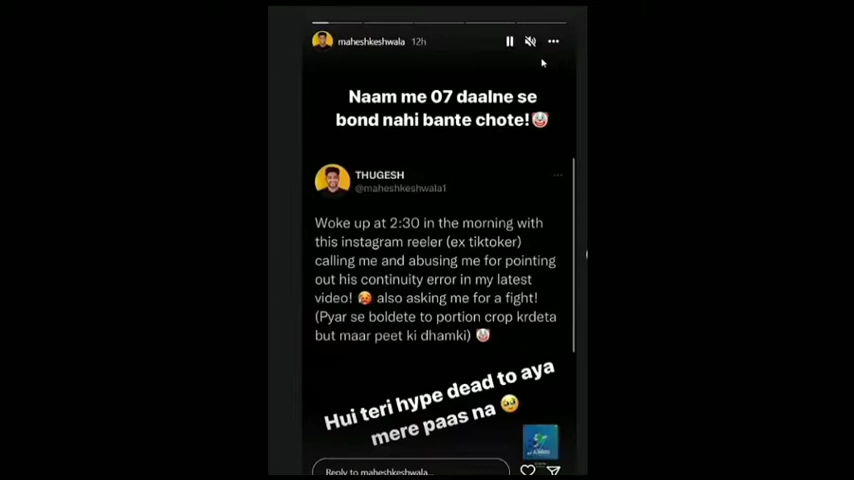 maheshkeshwala 12h
Naam me 07 daalne se
bond nahi bante chote!🤡
THUGESH
@maheshkeshwala1
Woke up at 2:30 in the morning with
this instagram reeler (ex tiktoker)
calling me and abusing me for pointing
out his continuity error in my latest
video! 🥵 also asking me for a fight!
(Pyar se boldete to portion crop krdeta
but maar peet ki dhamki) 🤡
Hui teri hype dead to aya
mere paas na 🥹
Reply to maheshkeshwala...